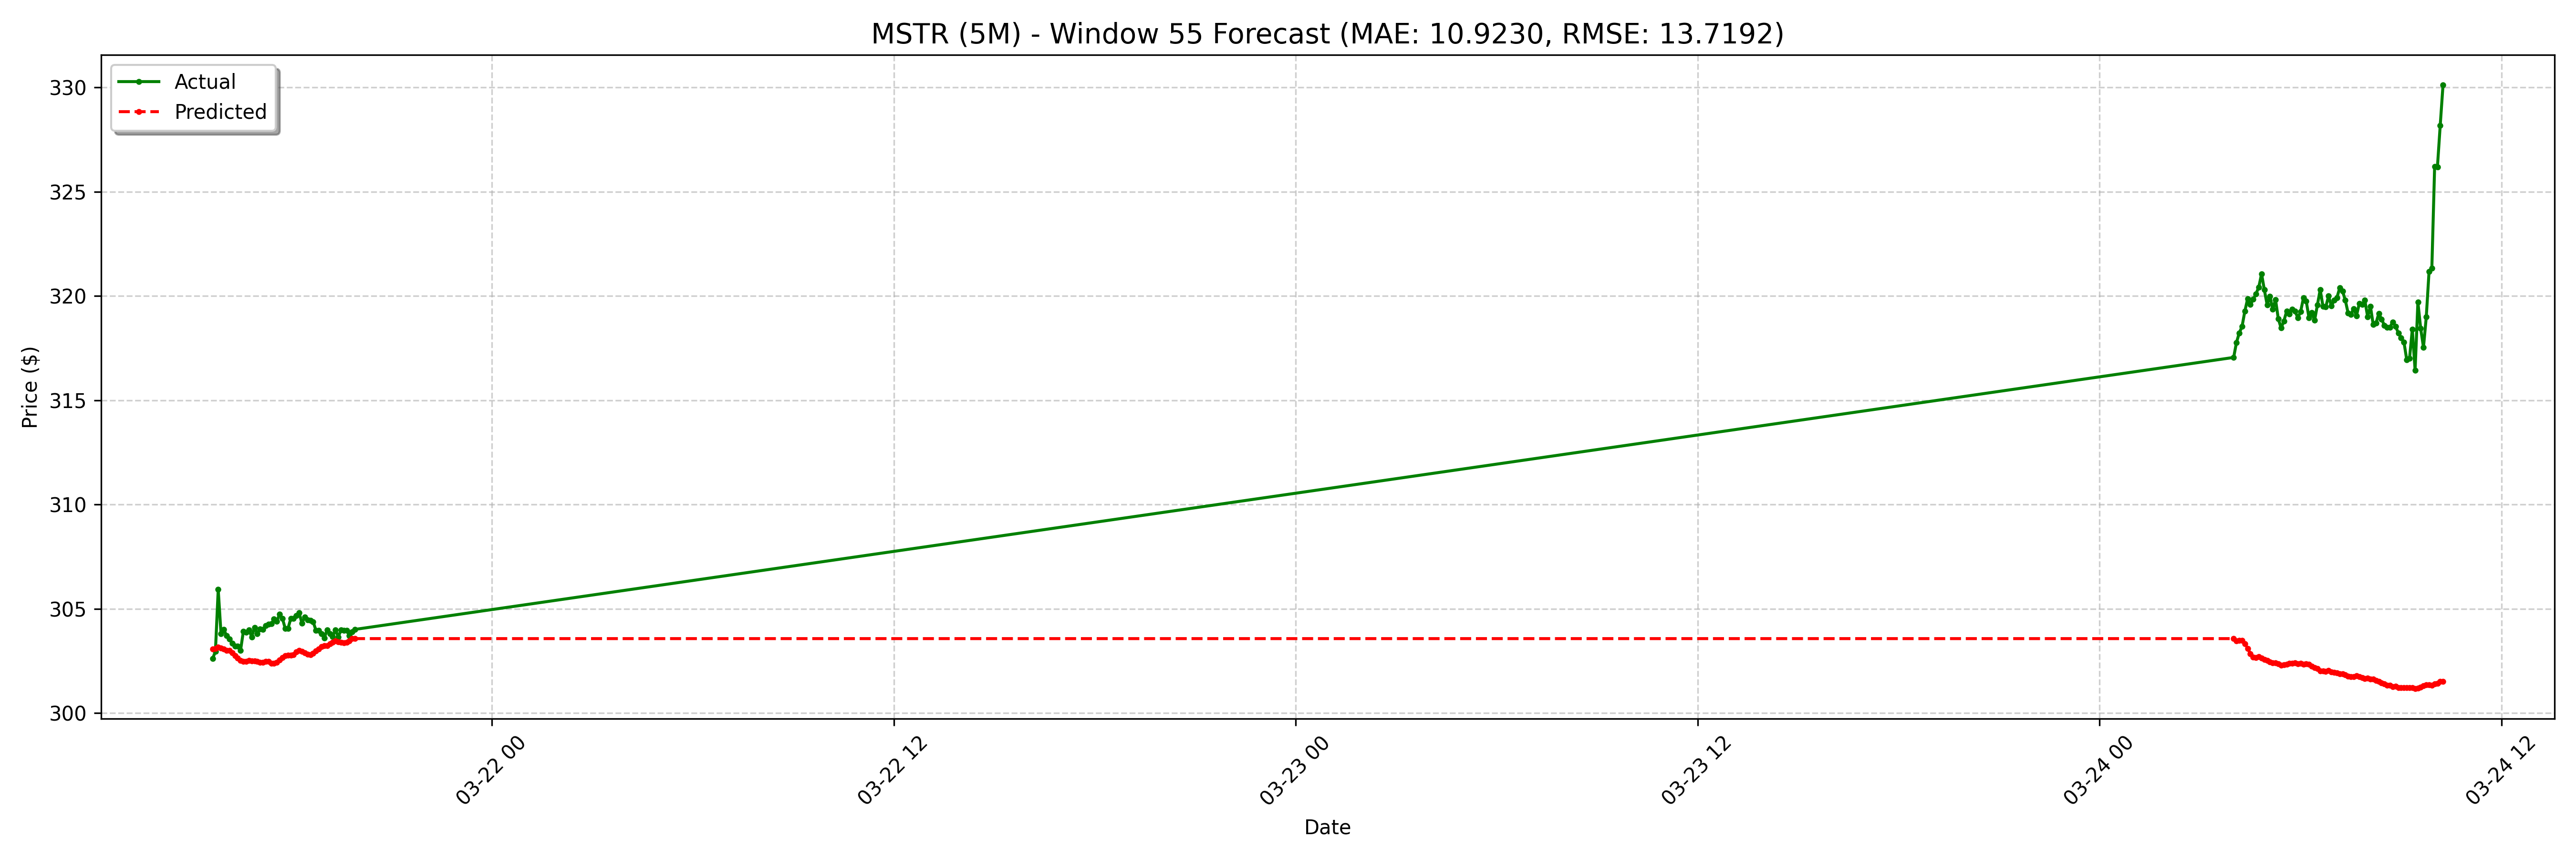 MSTR (5M) - Window 55 Forecast (MAE: 10.9230, RMSE: 13.7192)
Actual
Predicted
330
325
320
315
310
305
300
Price ($)
03-22 00
03-22 12
03-23 00
03-23 12
03-24 00
03-24 12
Date